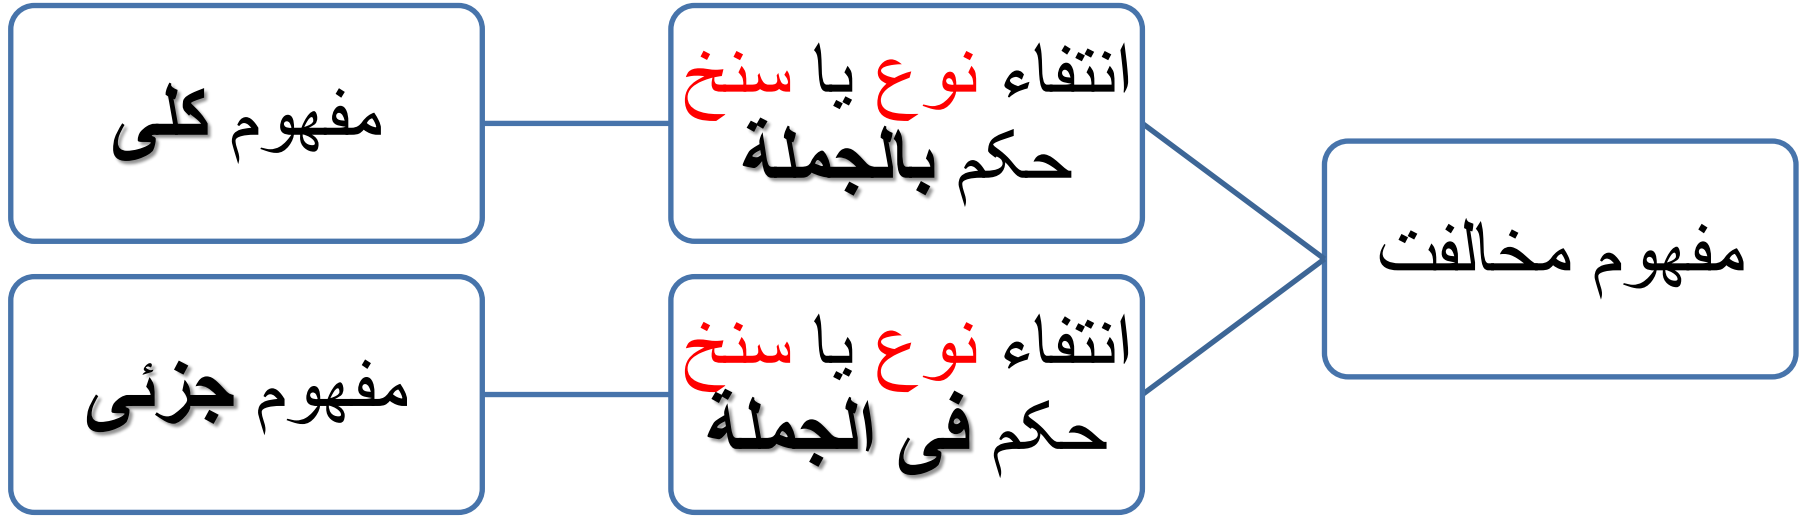 مفهوم مخالفت
انتفاء نوع یا سنخ
حکم بالجملة
مفهوم کلی
انتفاء نوع یا سنخ
حکم فی الجملة
مفهوم جزئی